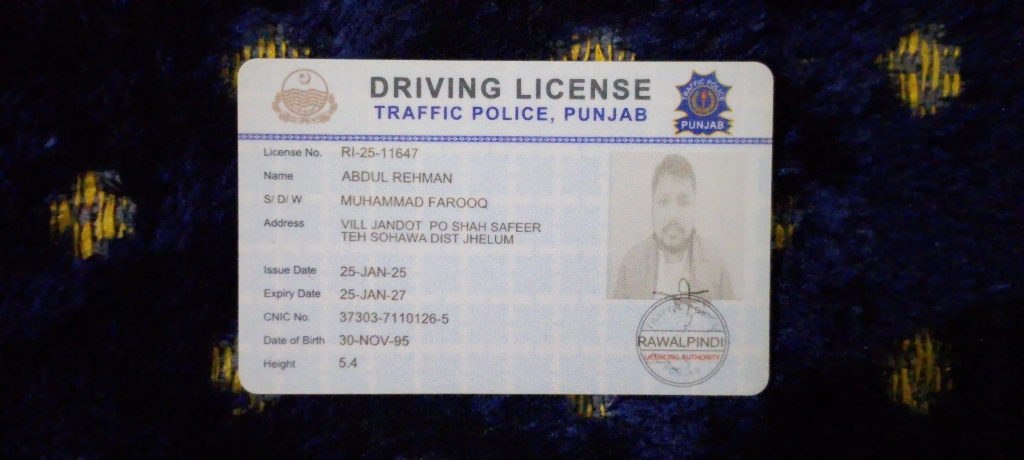 DRIVING LICENSE
TRAFFIC POLICE, PUNJAB
TRAFFIC POLICE
PUNJAB
License No. RI-25-11647
Name ABDUL REHMAN
S/ D/ W MUHAMMAD FAROOQ
Address VILL JANDOT PO SHAH SAFEER
TEH SOHAWA DIST JHELUM
Issue Date 25-JAN-25
Expiry Date 25-JAN-27
CNIC No. 37303-7110126-5
Date of Birth 30-NOV-95
Height 5.4
RAWALPINDI
LICENCING AUTHORITY